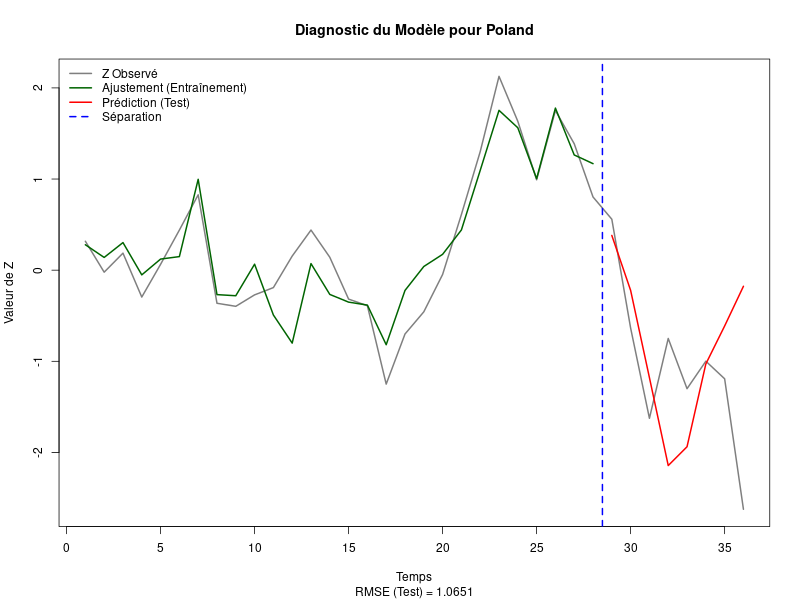 Diagnostic du Modèle pour Poland
Z Observé
Ajustement (Entraînement)
Prédiction (Test)
Séparation
Valeur de Z
2
1
0
-1
-2
0 5 10 15 20 25 30 35
Temps
RMSE (Test) = 1.0651